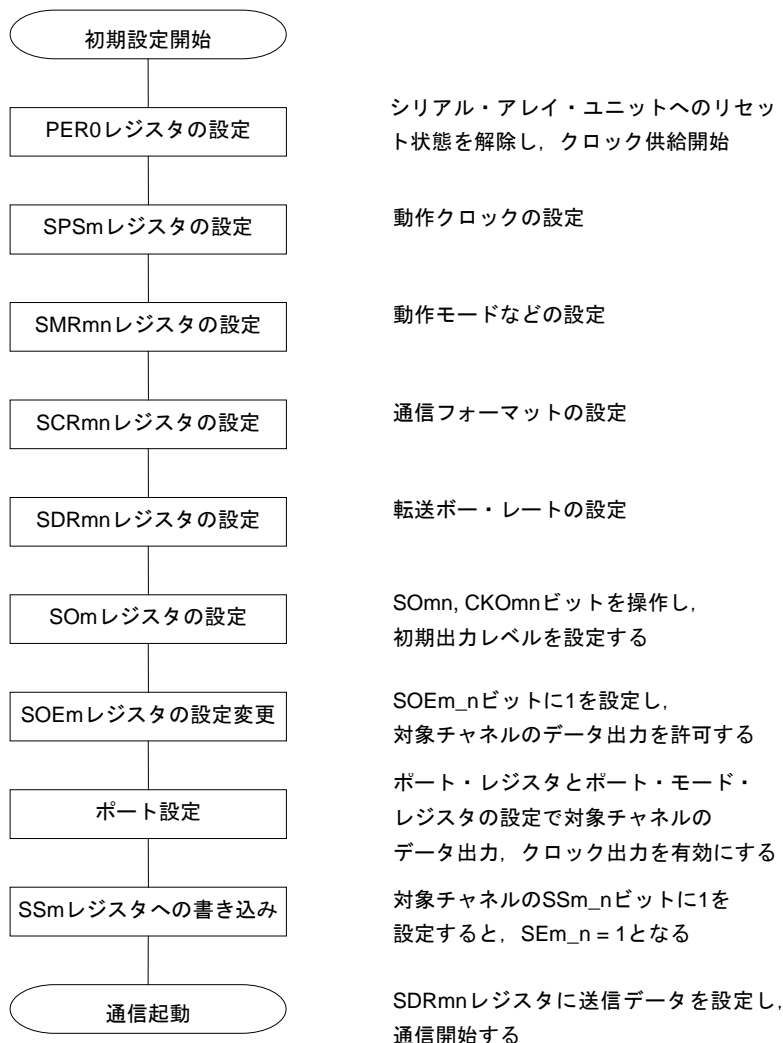 初期設定開始
PER0レジスタの設定
シリアル・アレイ・ユニットへのリセッ
ト状態を解除し，クロック供給開始
SPSmレジスタの設定
動作クロックの設定
SMRmnレジスタの設定
動作モードなどの設定
SCRmnレジスタの設定
通信フォーマットの設定
SDRmnレジスタの設定
転送ボー・レートの設定
SOmレジスタの設定
SOmn, CKOmnビットを操作し，
初期出力レベルを設定する
SOEmレジスタの設定変更
SOEm_nビットに1を設定し，
対象チャネルのデータ出力を許可する
ポート設定
ポート・レジスタとポート・モード・
レジスタの設定で対象チャネルの
データ出力，クロック出力を有効にする
SSmレジスタへの書き込み
対象チャネルのSSm_nビットに1を
設定すると，SEm_n = 1となる
通信起動
SDRmnレジスタに送信データを設定し，
通信開始する